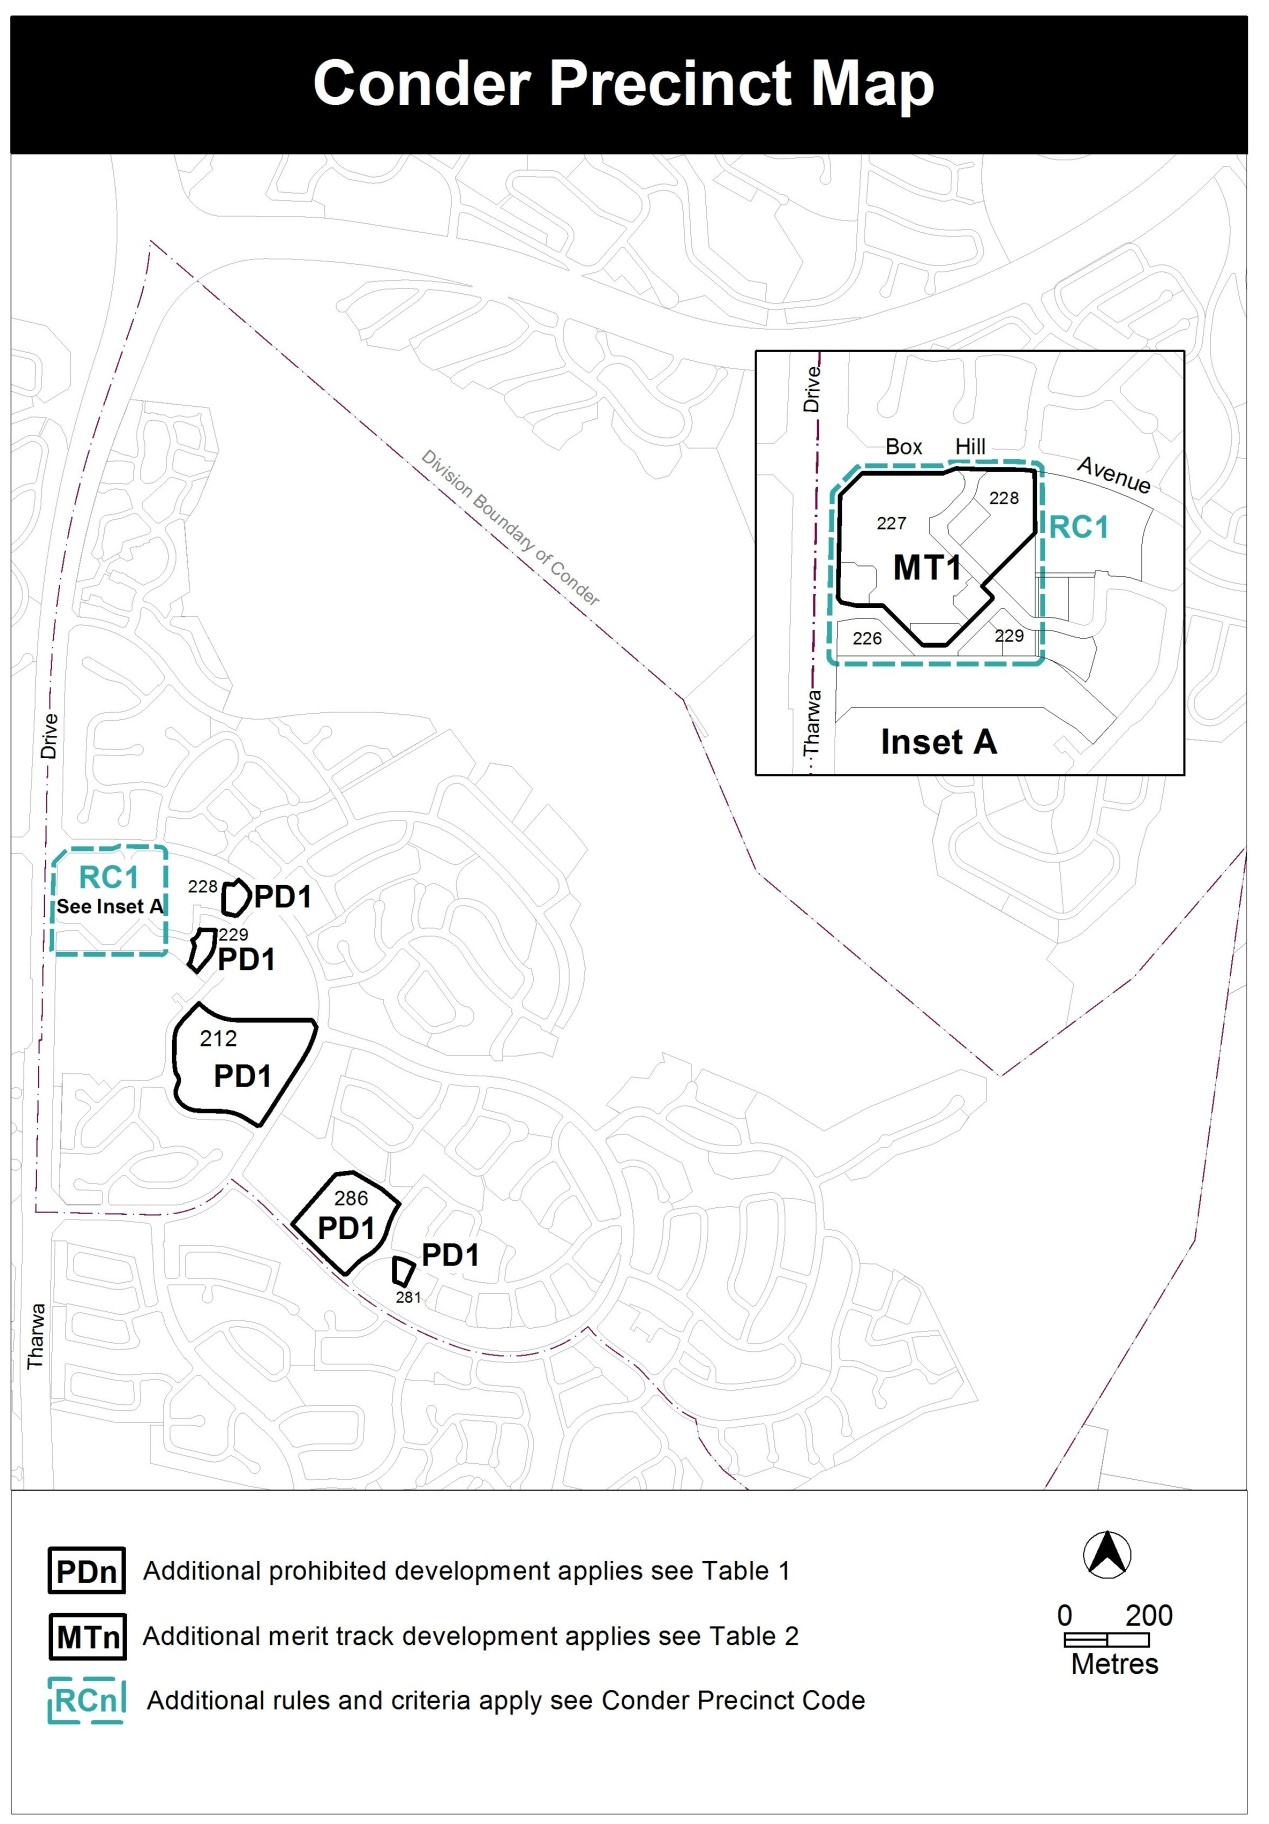 Conder Precinct Map
Division Boundary of Conder
Drive
Box Hill Avenue
228
227
RC1
MT1
226
229
Tharwa
Inset A
Drive
RC1
See Inset A
228
PD1
229
PD1
212
PD1
286
PD1
PD1
281
Tharwa
PDn Additional prohibited development applies see Table 1
MTn Additional merit track development applies see Table 2
RCn Additional rules and criteria apply see Conder Precinct Code
0 200
Metres